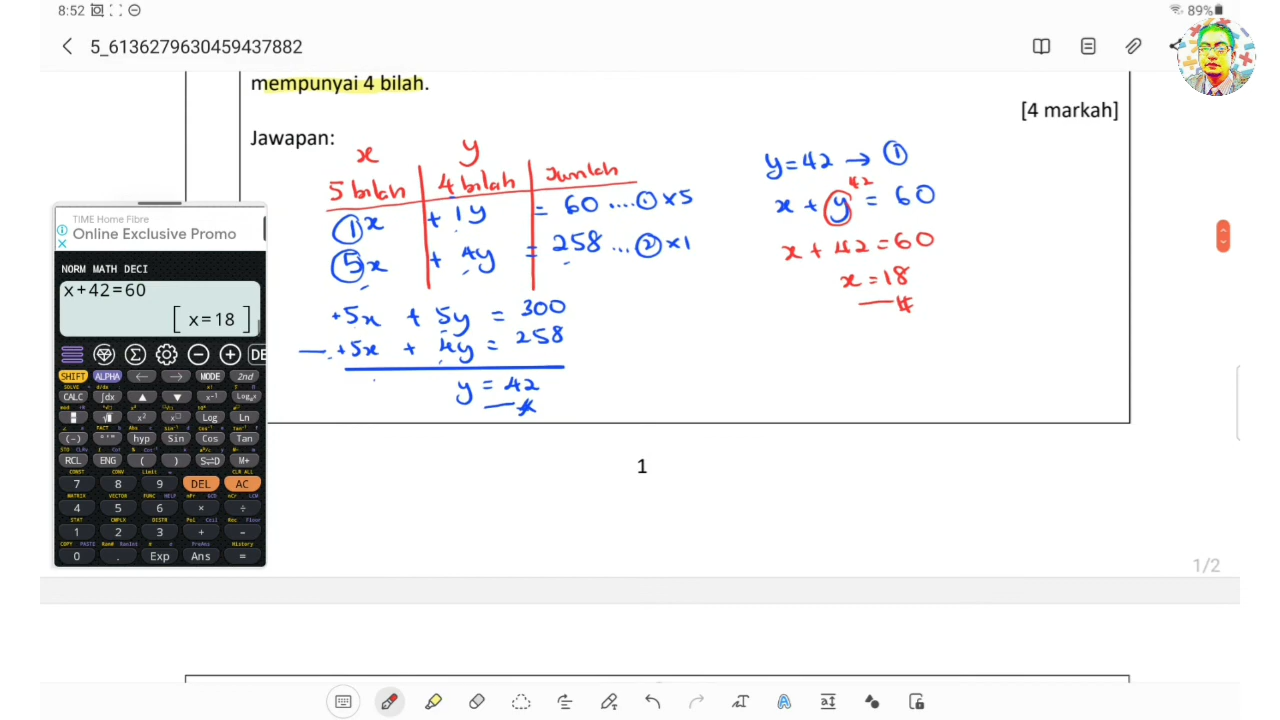 8:52
89%
5_6136279630459437882
mempunyai 4 bilah.
[4 markah]
Jawapan:
x y
5 bilah 4 bilah Jumlah
1x + 1y = 60 ....① ×5
5x + 4y = 258 ...② ×1
+5x + 5y = 300
— +5x + 4y = 258
y = 42
y = 42 → ①
42
x + y = 60
x + 42 = 60
x = 18
TIME Home Fibre
Online Exclusive Promo
NORM MATH DECI
x+42=60
[ x=18 ]
SHIFT ALPHA ← → MODE 2nd
CALC ∫dx ▲ ▼ x⁻¹ Logₐx
Log Ln
(−) hyp Sin Cos Tan
RCL ENG ( ) S⇌D M+
7 8 9 DEL AC
4 5 6 × ÷
1 2 3 + −
0 . Exp Ans =
1
1/2